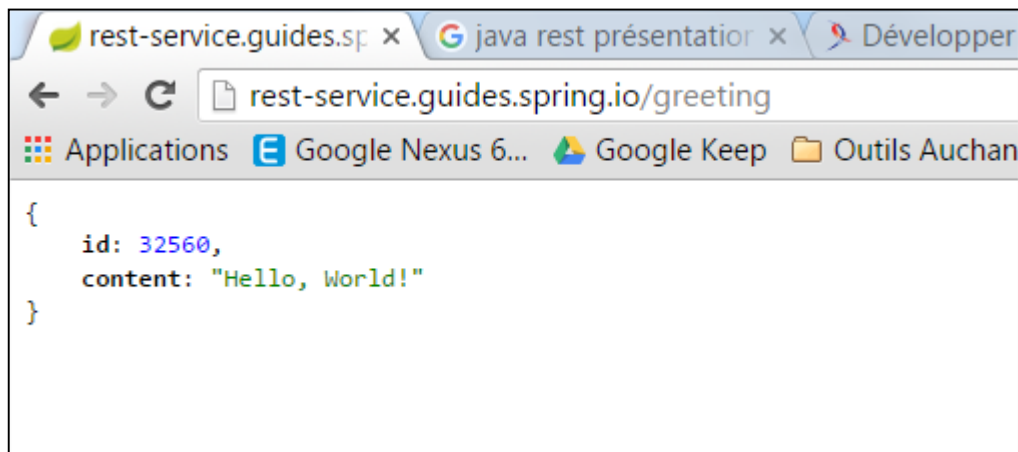 rest-service.guides.sp java rest présentation Développer
rest-service.guides.spring.io/greeting
Applications Google Nexus 6... Google Keep Outils Auchan
{
id: 32560,
content: "Hello, World!"
}